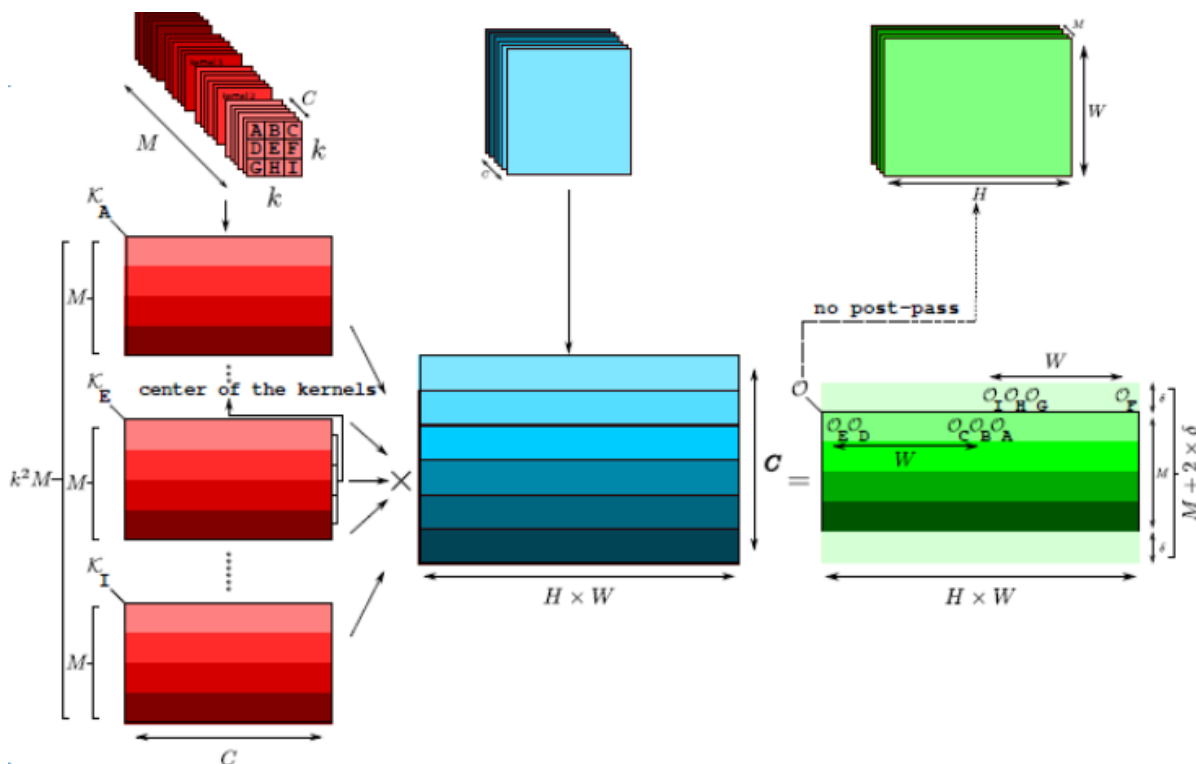 M
C
A B C
D E F
G H I
k
k
C
M
W
H
𝒦_A
M
center of the kernels
𝒦_E
k²M
M
𝒦_I
M
C
×
C
H × W
=
no post-pass
𝒪
W
𝒪_I 𝒪_H 𝒪_G 𝒪_F
𝒪_E 𝒪_D 𝒪_C 𝒪_B 𝒪_A
W
δ
M
δ
M + 2 × δ
H × W